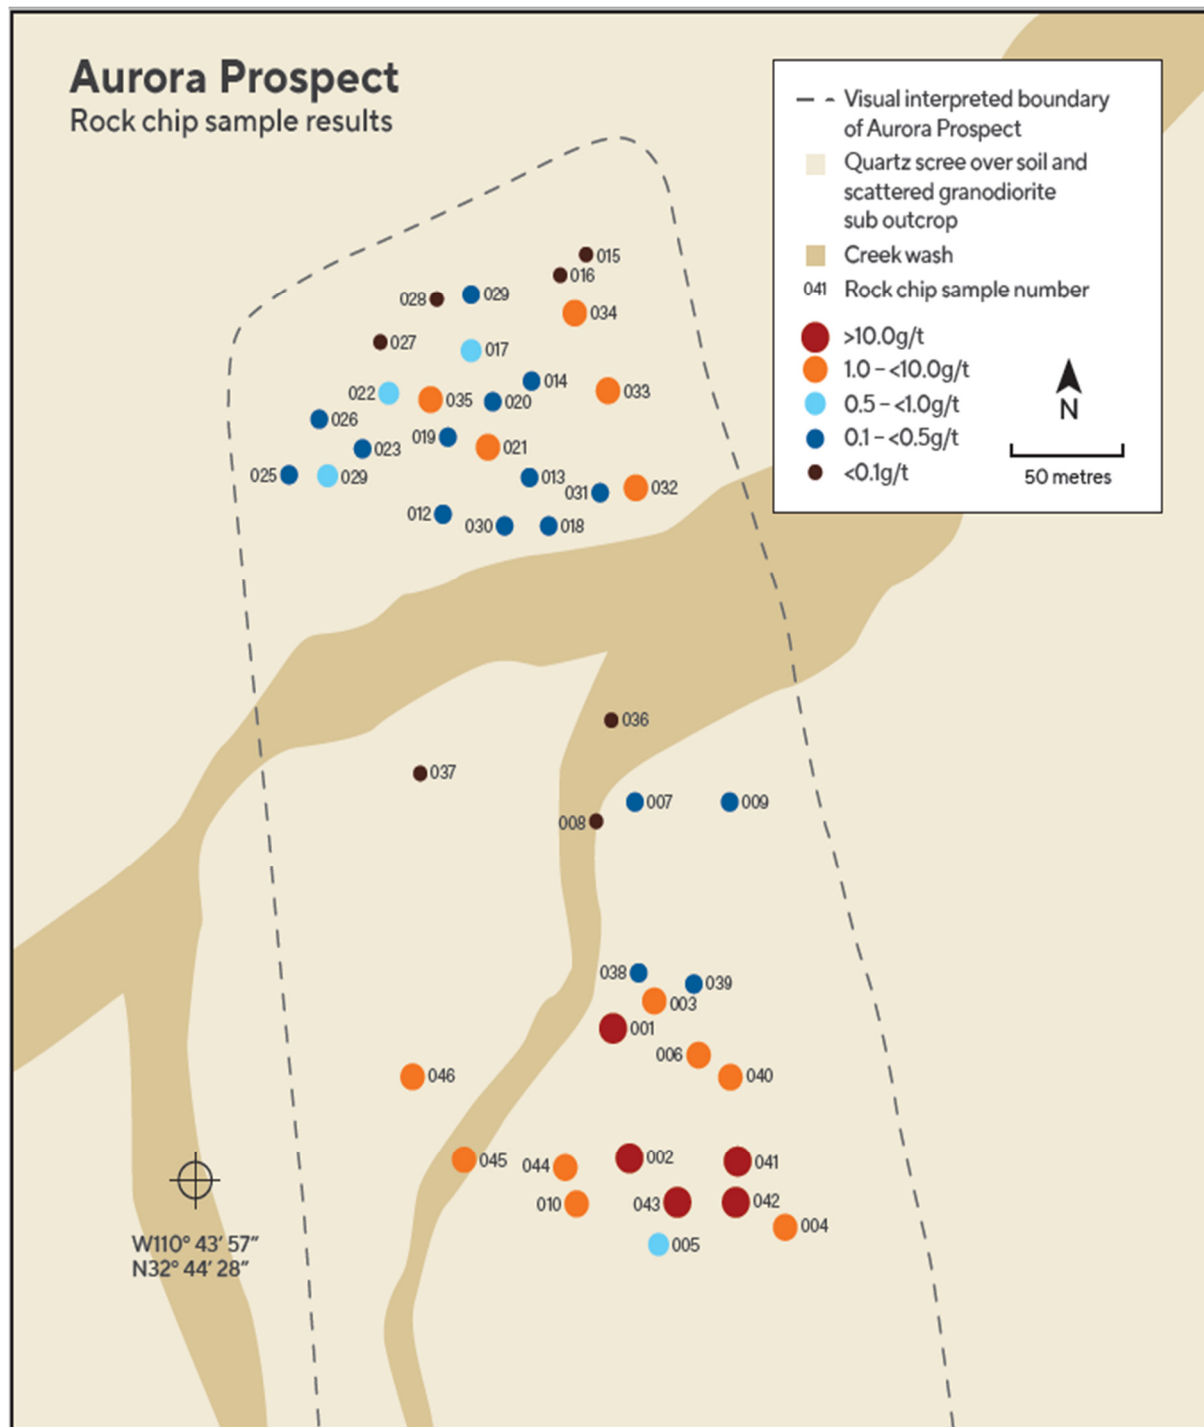 Aurora Prospect
Rock chip sample results
Visual interpreted boundary
of Aurora Prospect
Quartz scree over soil and
scattered granodiorite
sub outcrop
Creek wash
041 Rock chip sample number
>10.0g/t
1.0 – <10.0g/t
0.5 – <1.0g/t
0.1 – <0.5g/t
<0.1g/t
N
50 metres
015
016
028
029
034
027
017
014
022
035
020
033
026
019
023
021
025
029
013
031
032
012
030
018
036
037
007
009
008
038
039
003
001
006
040
046
045
044
002
041
010
043
042
004
005
W110° 43′ 57″
N32° 44′ 28″